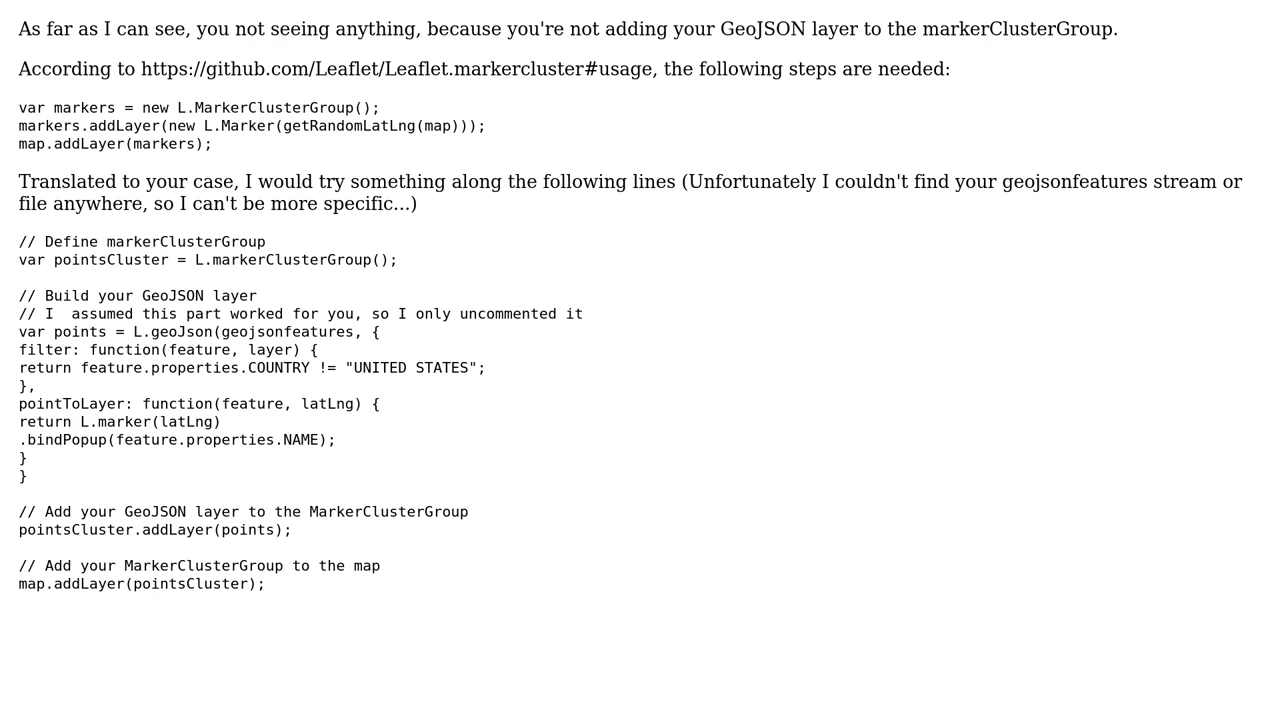 As far as I can see, you not seeing anything, because you're not adding your GeoJSON layer to the markerClusterGroup.
According to https://github.com/Leaflet/Leaflet.markercluster#usage, the following steps are needed:
var markers = new L.MarkerClusterGroup();
markers.addLayer(new L.Marker(getRandomLatLng(map)));
map.addLayer(markers);
Translated to your case, I would try something along the following lines (Unfortunately I couldn't find your geojsonfeatures stream or
file anywhere, so I can't be more specific...)
// Define markerClusterGroup
var pointsCluster = L.markerClusterGroup();
// Build your GeoJSON layer
// I  assumed this part worked for you, so I only uncommented it
var points = L.geoJson(geojsonfeatures, {
filter: function(feature, layer) {
return feature.properties.COUNTRY != "UNITED STATES";
},
pointToLayer: function(feature, latLng) {
return L.marker(latLng)
.bindPopup(feature.properties.NAME);
}
}
// Add your GeoJSON layer to the MarkerClusterGroup
pointsCluster.addLayer(points);
// Add your MarkerClusterGroup to the map
map.addLayer(pointsCluster);